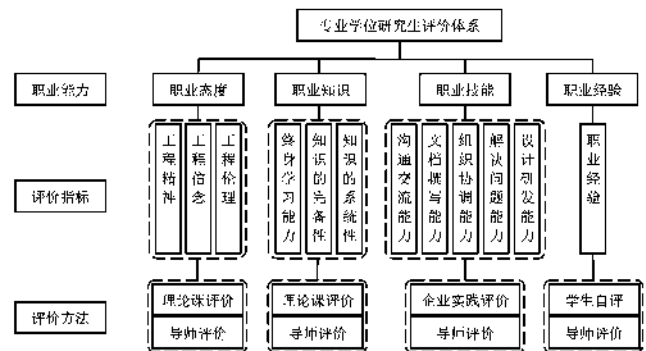 专业学位研究生评价体系
职业能力
职业态度
职业知识
职业技能
职业经验
评价指标
工程精神
工程信念
工程伦理
终身学习能力
知识的完备性
知识的系统性
沟通交流能力
文档撰写能力
组织协调能力
解决问题能力
设计研发能力
职业经验
评价方法
理论课评价
导师评价
理论课评价
导师评价
企业实践评价
导师评价
学生自评
导师评价